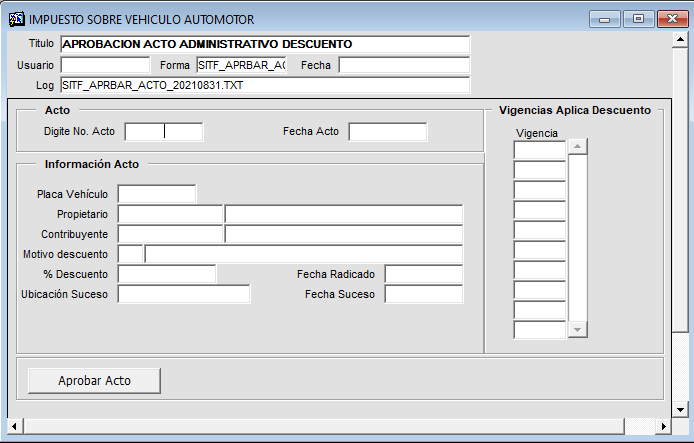 IMPUESTO SOBRE VEHICULO AUTOMOTOR
Titulo APROBACION ACTO ADMINISTRATIVO DESCUENTO
Usuario Forma SITF_APRBAR_AC Fecha
Log SITF_APRBAR_ACTO_20210831.TXT
Acto
Digite No. Acto Fecha Acto
Vigencias Aplica Descuento
Vigencia
Información Acto
Placa Vehículo
Propietario
Contribuyente
Motivo descuento
% Descuento Fecha Radicado
Ubicación Suceso Fecha Suceso
Aprobar Acto